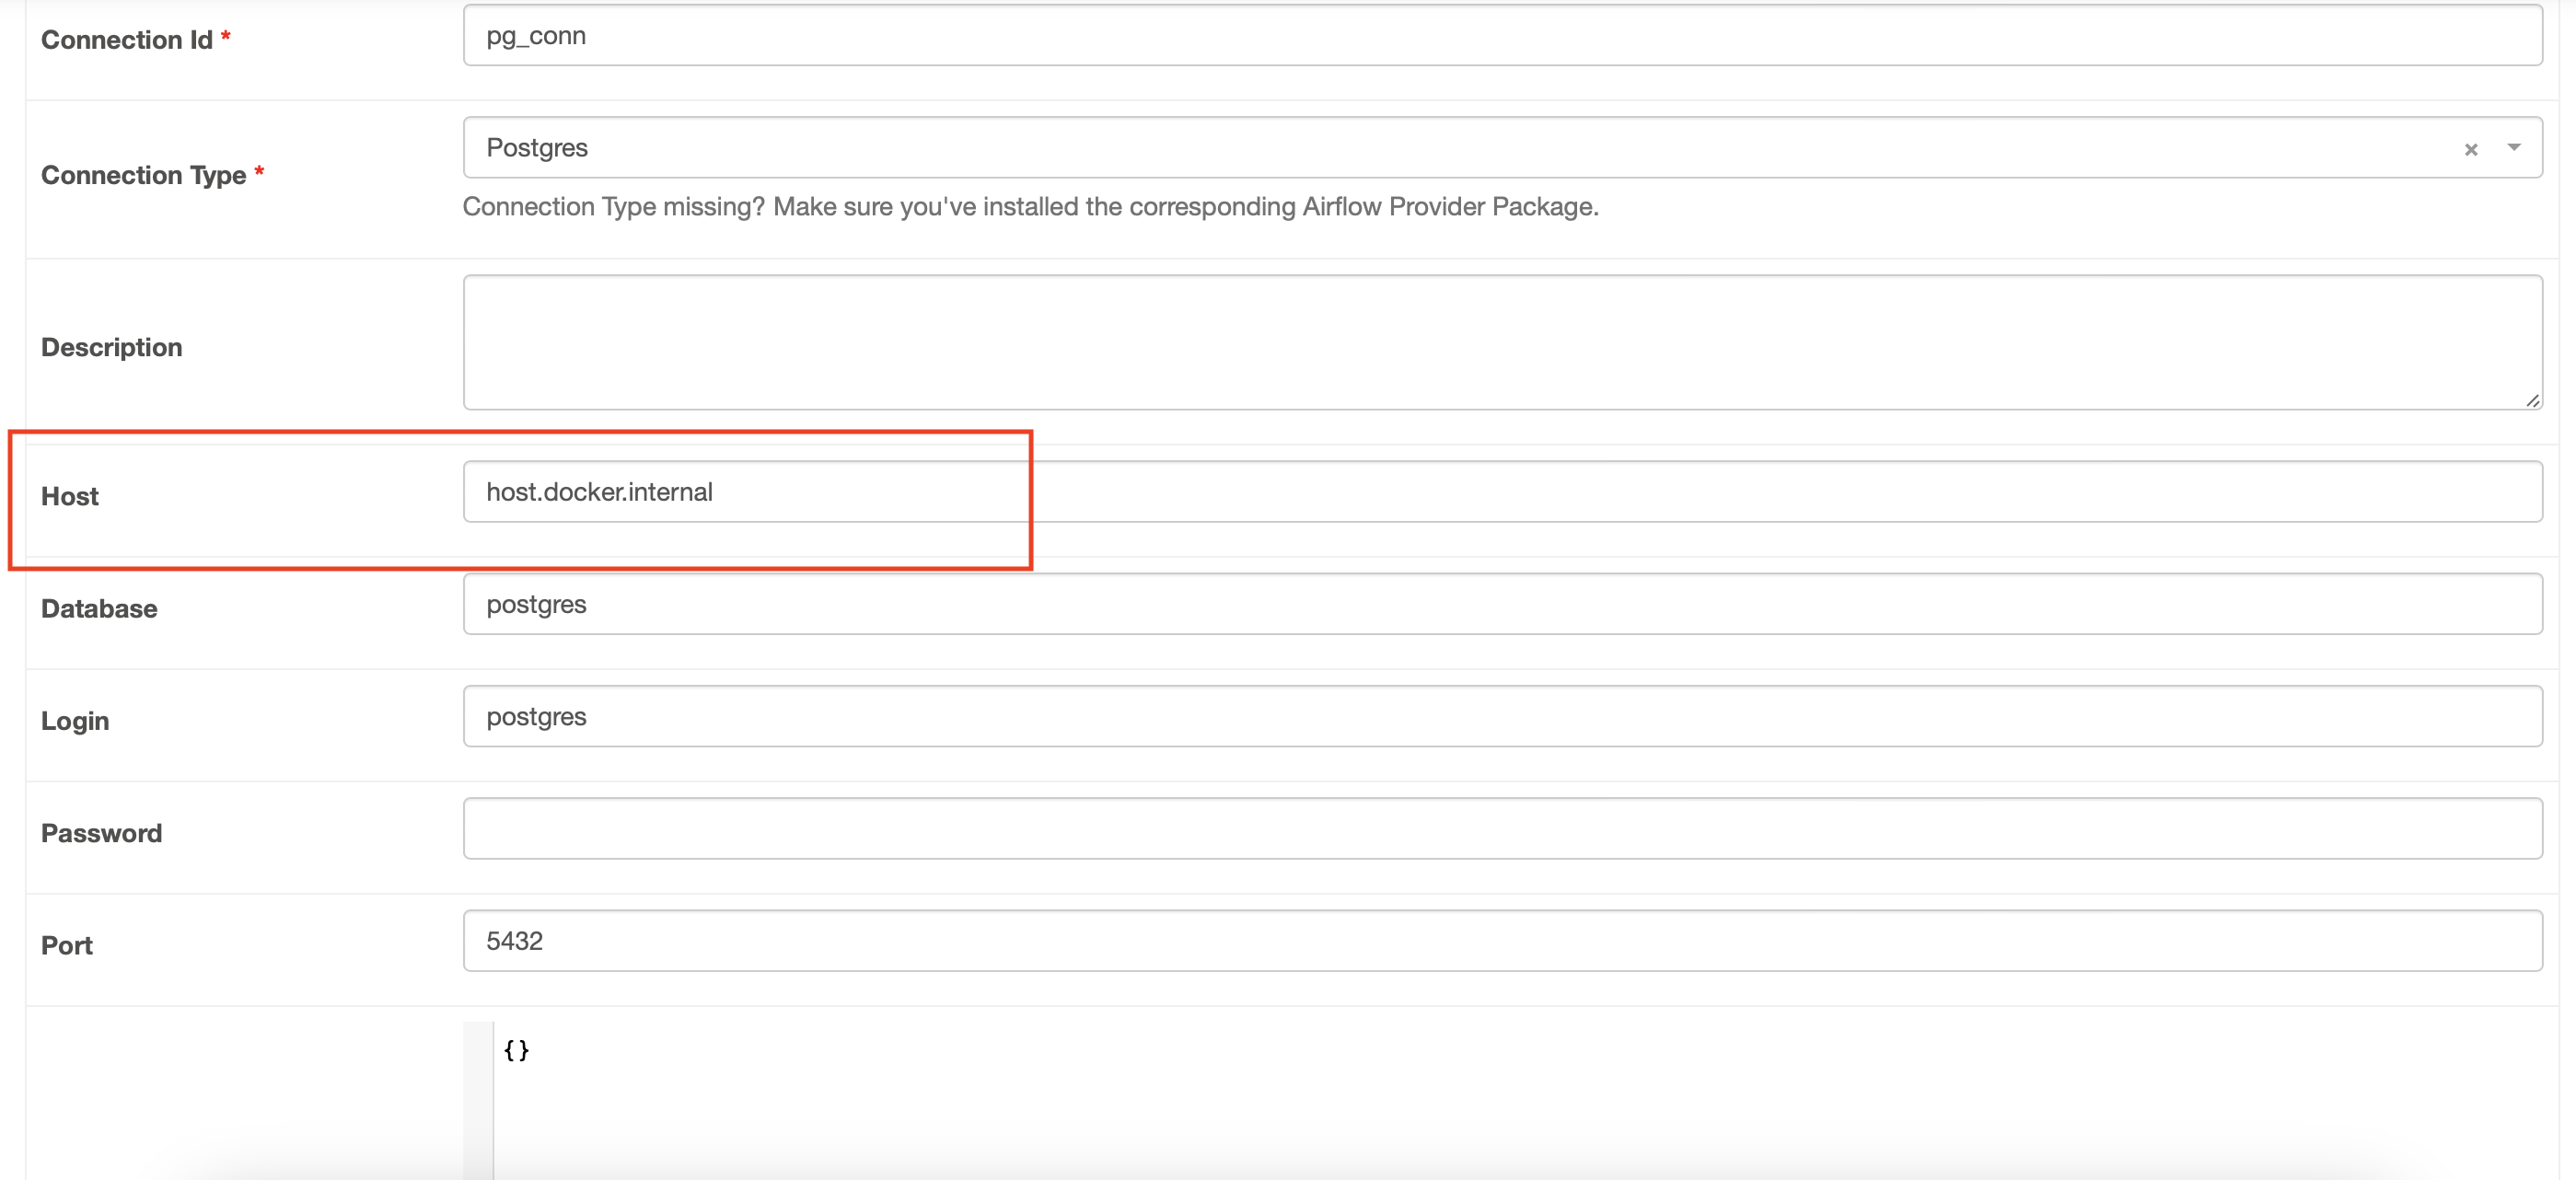 Connection Id *
pg_conn
Connection Type *
Postgres
Connection Type missing? Make sure you've installed the corresponding Airflow Provider Package.
Description
Host
host.docker.internal
Database
postgres
Login
postgres
Password
Port
5432
{}